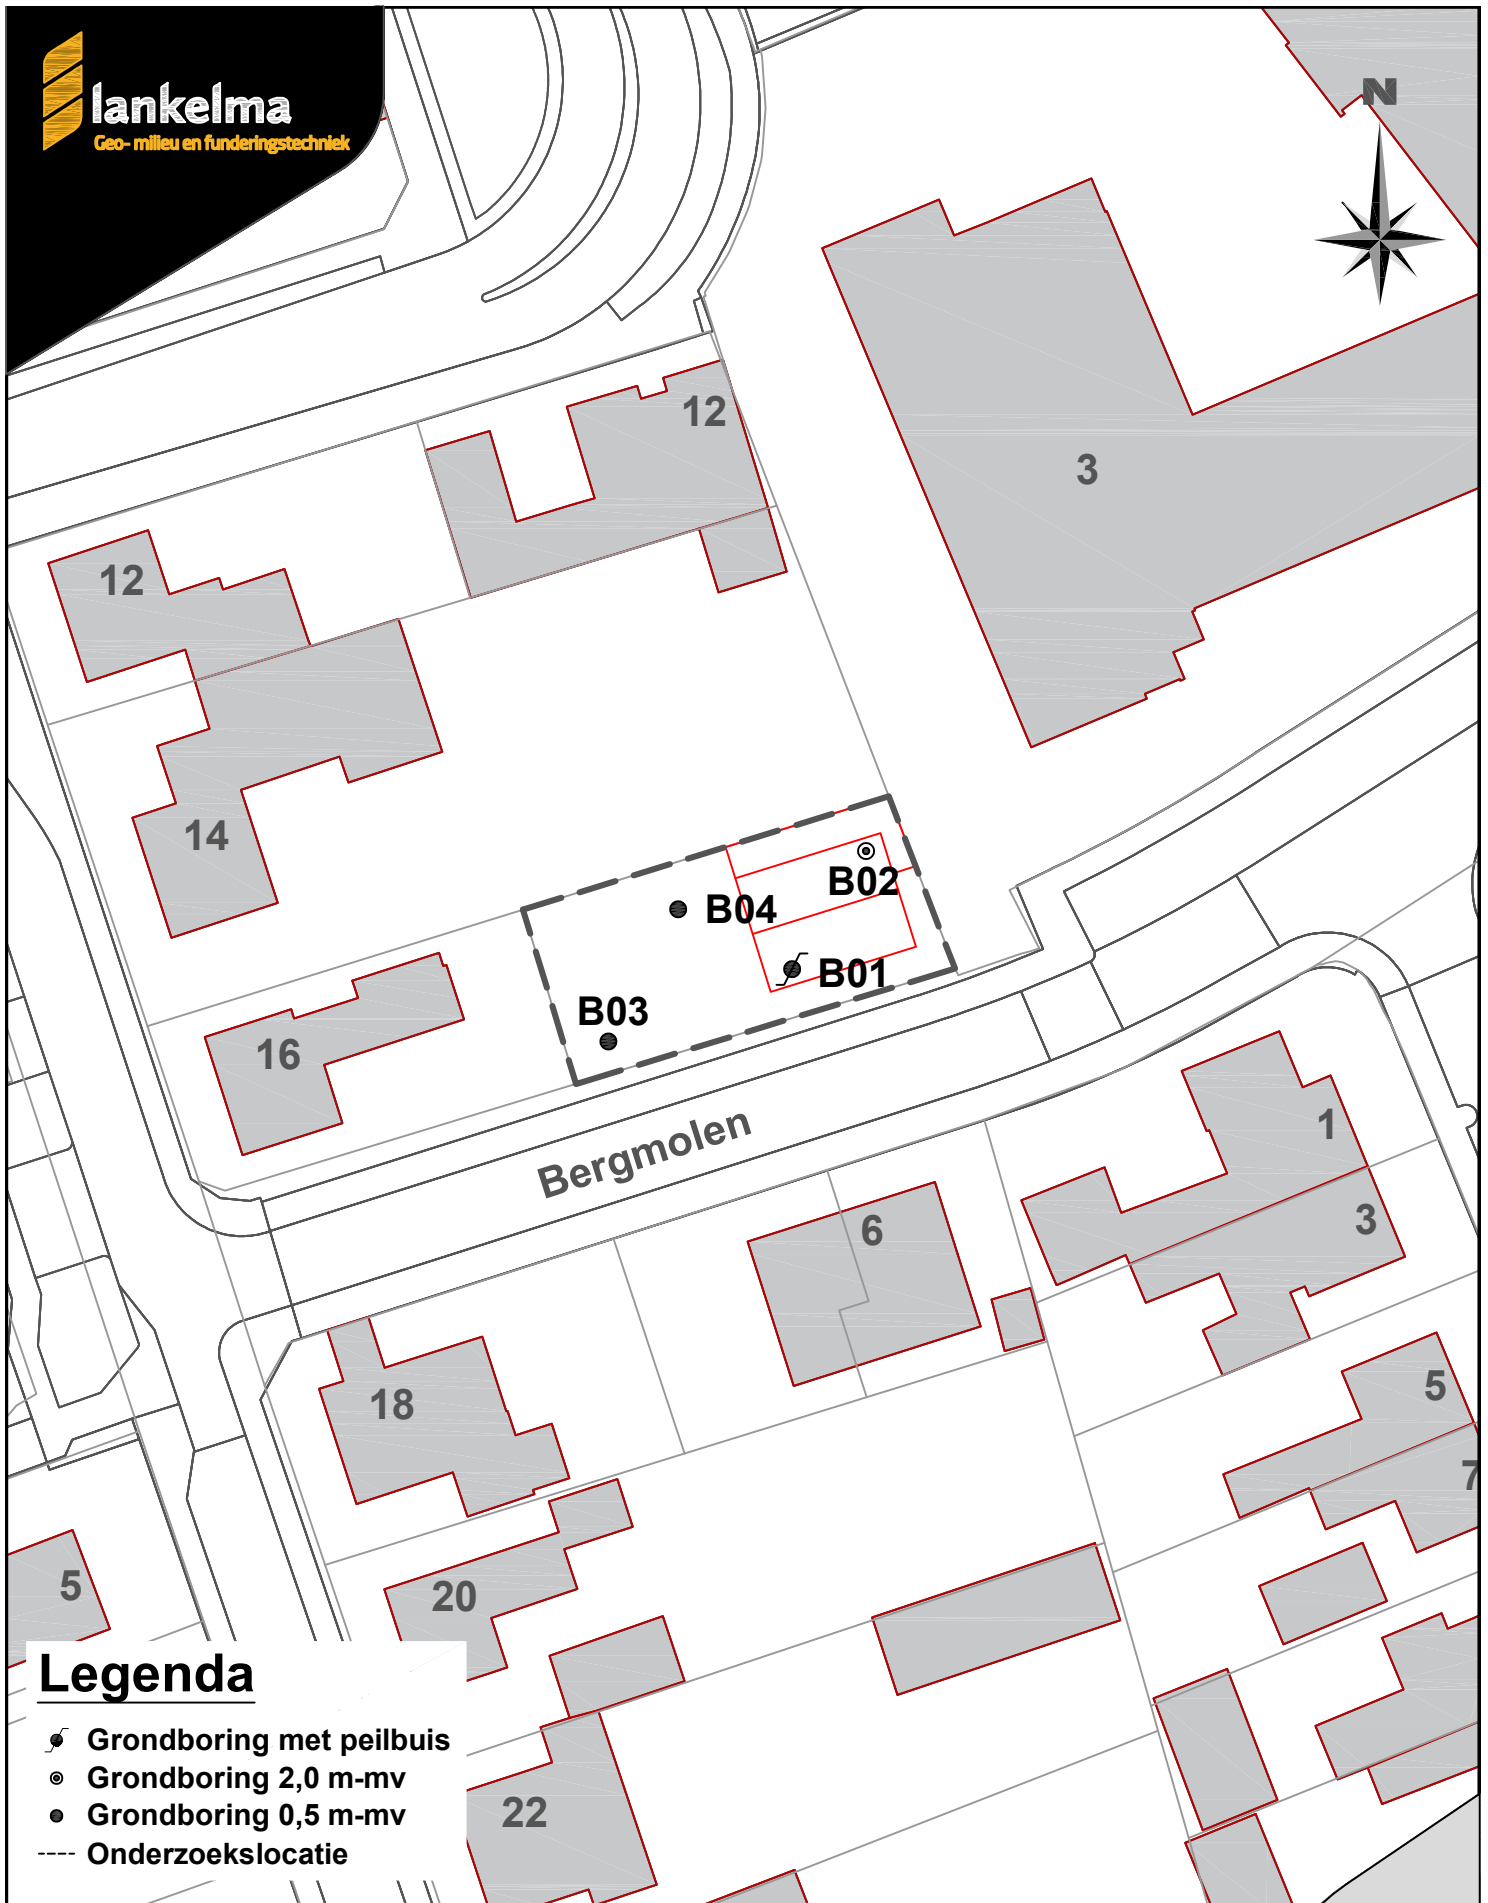 lankelma
Geo- milieu en funderingstechniek
N
12
3
12
14
B02
B04
B01
B03
16
Bergmolen
1
3
6
5
18
7
5
20
22
Legenda
Grondboring met peilbuis
Grondboring 2,0 m-mv
Grondboring 0,5 m-mv
Onderzoekslocatie